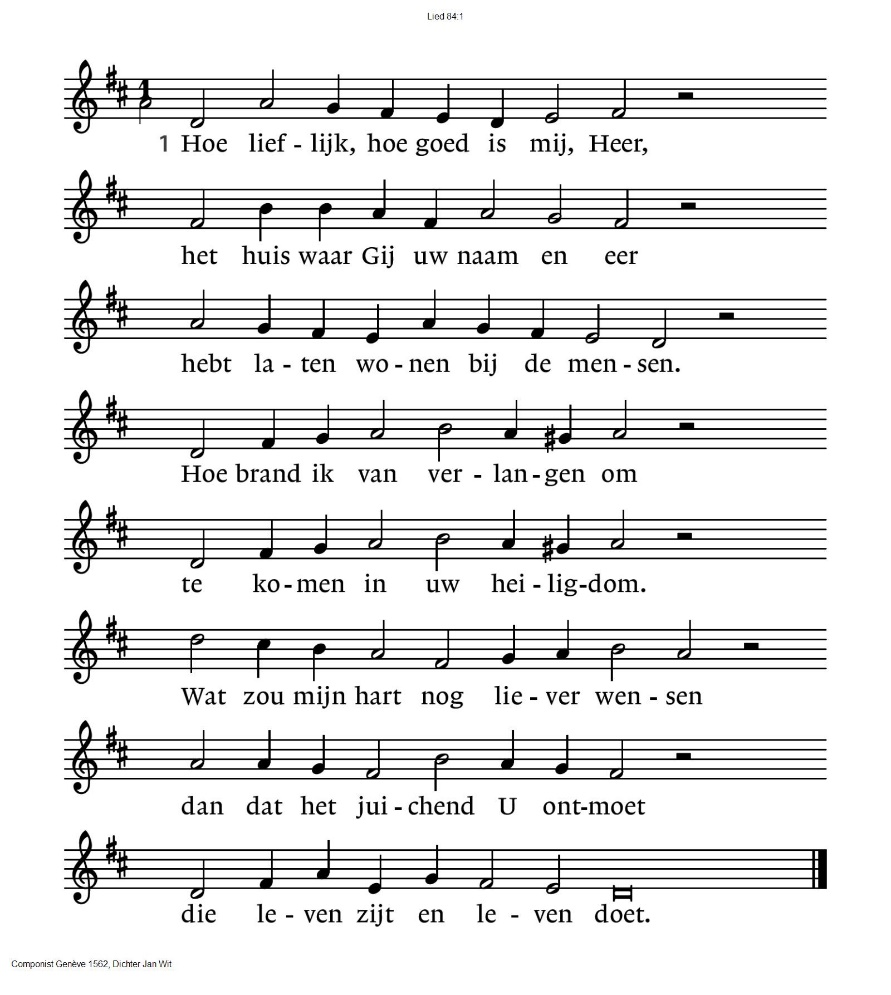 Lied 84:1
1 Hoe lief - lijk, hoe goed is mij, Heer,
het huis waar Gij uw naam en eer
hebt la - ten wo - nen bij de men - sen.
Hoe brand ik van ver - lan - gen om
te ko - men in uw hei - lig - dom.
Wat zou mijn hart nog lie - ver wen - sen
dan dat het jui - chend U ont - moet
die le - ven zijt en le - ven doet.
Componist Genève 1562, Dichter Jan Wit